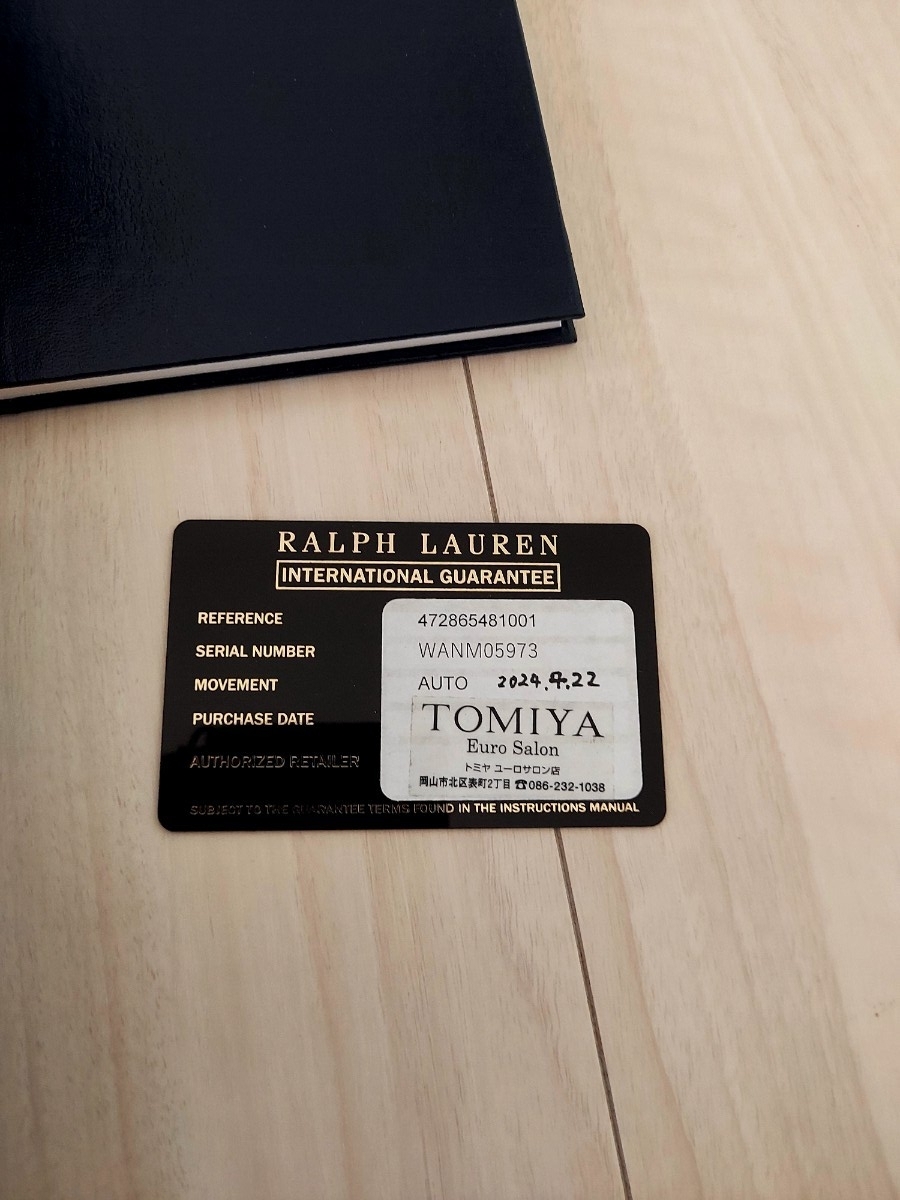 RALPH LAUREN
INTERNATIONAL GUARANTEE
REFERENCE 472865481001
SERIAL NUMBER WANM05973
MOVEMENT AUTO 2024.9.22
PURCHASE DATE
TOMIYA
Euro Salon
AUTHORIZED RETAILER
トミヤ ユーロサロン店
岡山市北区表町2丁目 ☎086-232-1038
SUBJECT TO THE GUARANTEE TERMS FOUND IN THE INSTRUCTIONS MANUAL